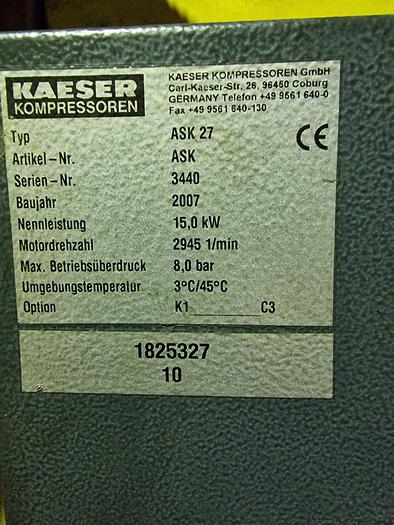 KAESER
KOMPRESSOREN
KAESER KOMPRESSOREN GmbH
Carl-Kaeser-Str. 26, 96450 Coburg
GERMANY Telefon +49 9561 640-0
Fax +49 9561 640-130
CE
Typ ASK 27
Artikel-Nr. ASK
Serien-Nr. 3440
Baujahr 2007
Nennleistung 15,0 kW
Motordrehzahl 2945 1/min
Max. Betriebsüberdruck 8,0 bar
Umgebungstemperatur 3°C/45°C
Option K1________C3
1825327
10